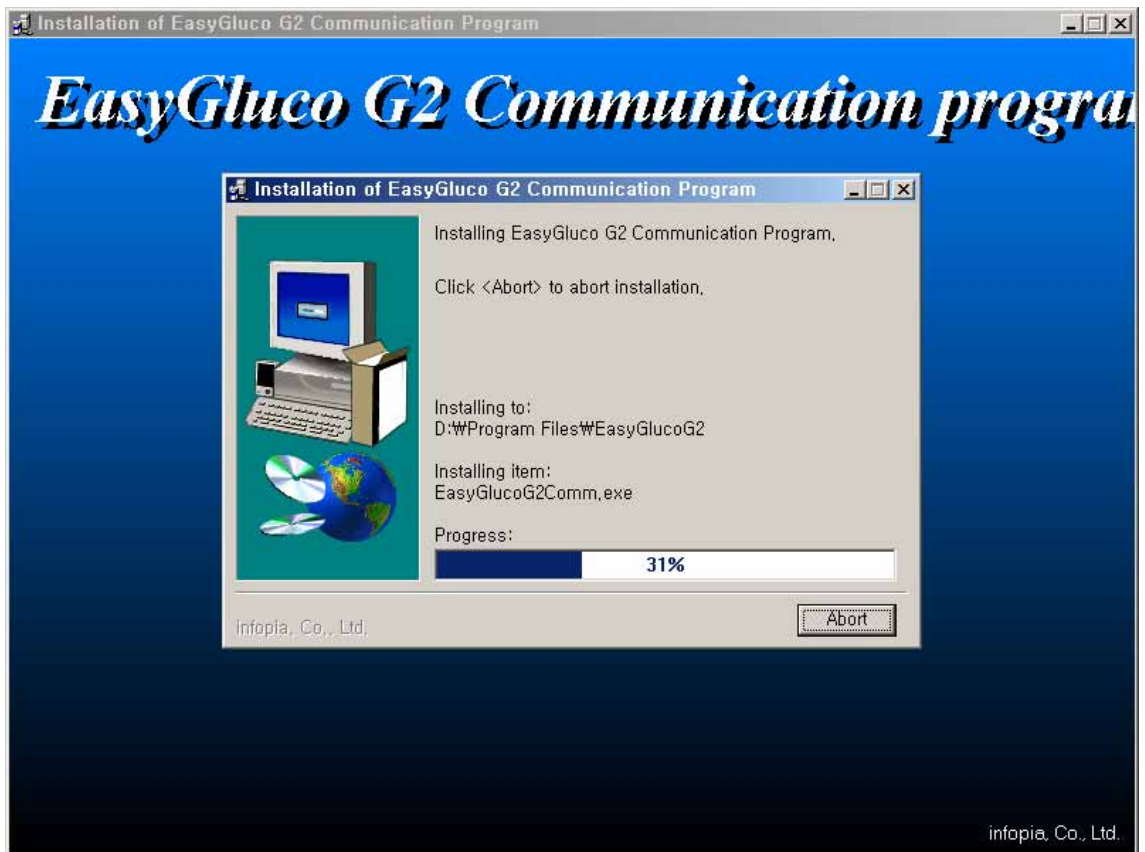 Installation of EasyGluco G2 Communication Program
EasyGluco G2 Communication progra
Installation of EasyGluco G2 Communication Program
Installing EasyGluco G2 Communication Program.
Click <Abort> to abort installation.
Installing to:
D:₩Program Files₩EasyGlucoG2
Installing item:
EasyGlucoG2Comm.exe
Progress:
31%
infopia, Co., Ltd.
Abort
infopia, Co., Ltd.